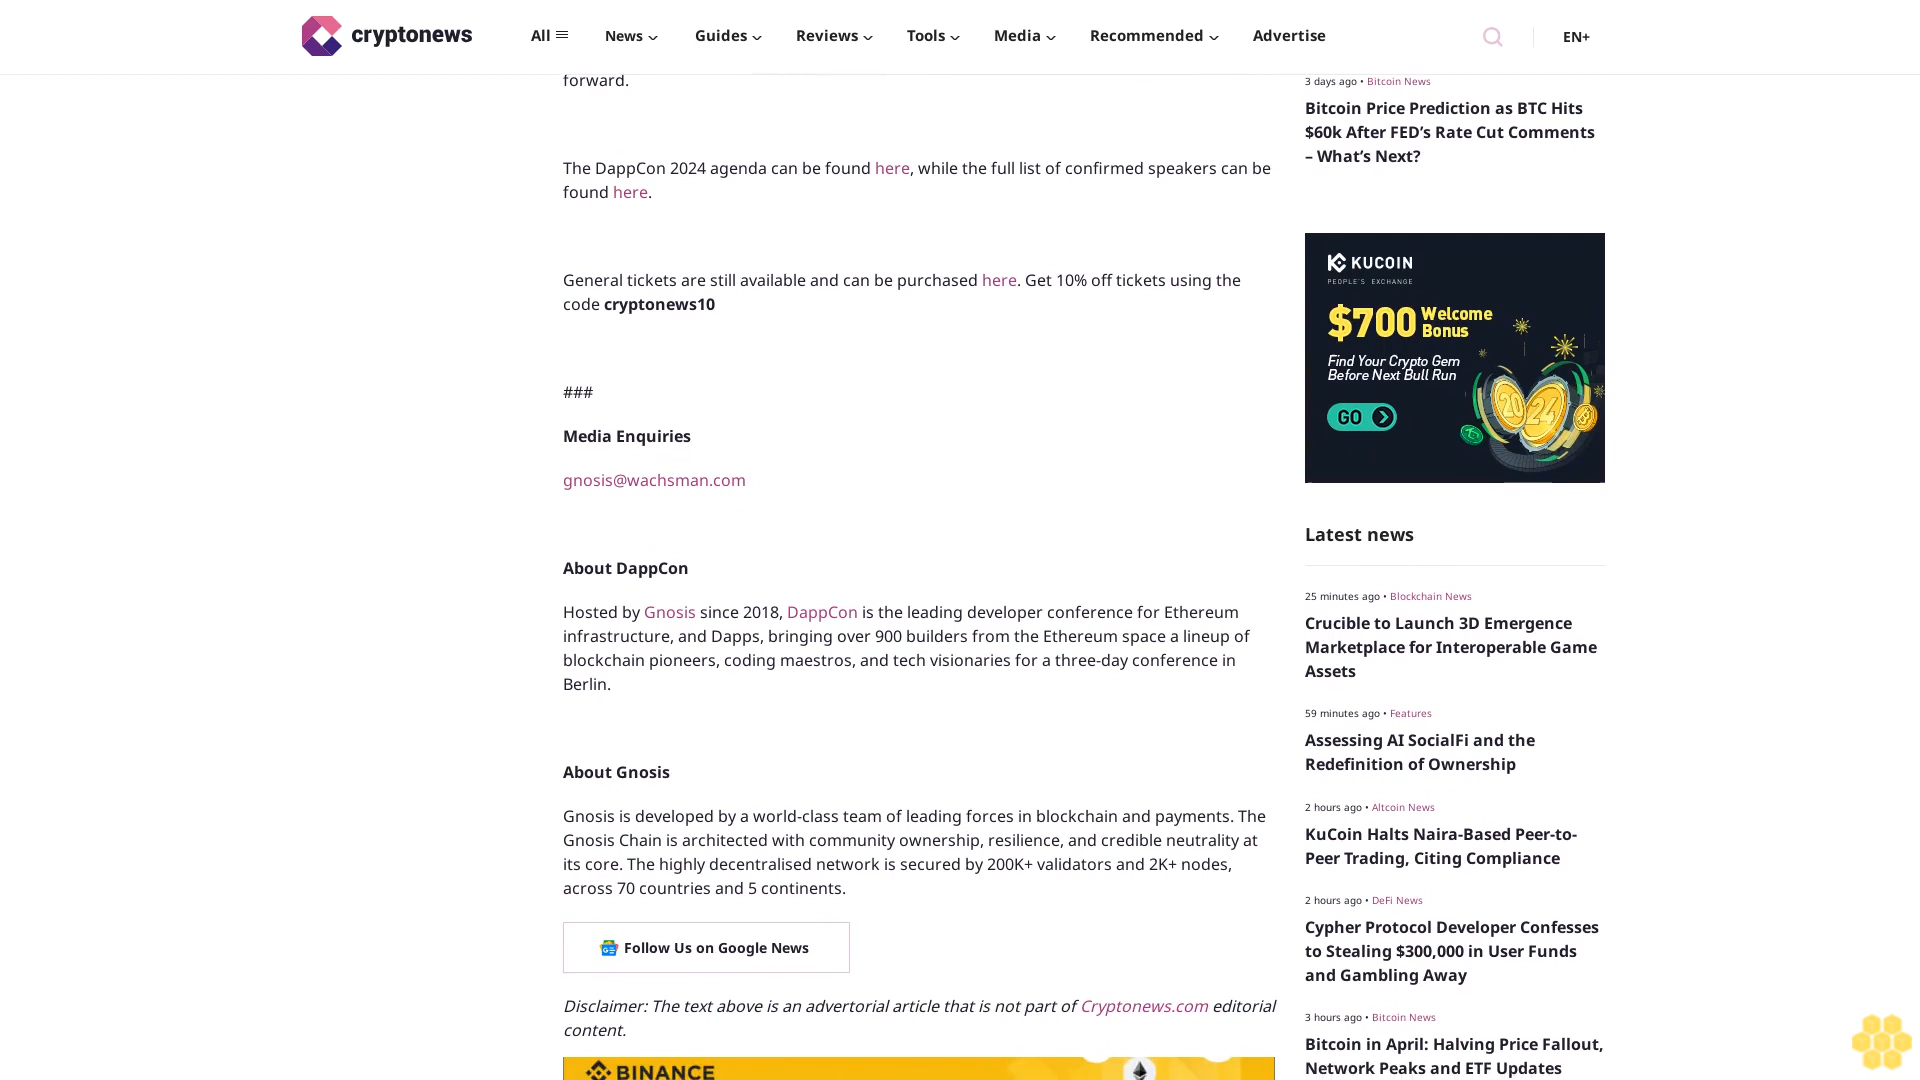 cryptonews
All
News
Guides
Reviews
Tools
Media
Recommended
Advertise
EN+
forward.
The DappCon 2024 agenda can be found here, while the full list of confirmed speakers can be
found here.
General tickets are still available and can be purchased here. Get 10% off tickets using the
code cryptonews10
###
Media Enquiries
gnosis@wachsman.com
About DappCon
Hosted by Gnosis since 2018, DappCon is the leading developer conference for Ethereum
infrastructure, and Dapps, bringing over 900 builders from the Ethereum space a lineup of
blockchain pioneers, coding maestros, and tech visionaries for a three-day conference in
Berlin.
About Gnosis
Gnosis is developed by a world-class team of leading forces in blockchain and payments. The
Gnosis Chain is architected with community ownership, resilience, and credible neutrality at
its core. The highly decentralised network is secured by 200K+ validators and 2K+ nodes,
across 70 countries and 5 continents.
Follow Us on Google News
Disclaimer: The text above is an advertorial article that is not part of Cryptonews.com editorial
content.
BINANCE
3 days ago • Bitcoin News
Bitcoin Price Prediction as BTC Hits
$60k After FED’s Rate Cut Comments
– What’s Next?
KUCOIN
PEOPLE'S EXCHANGE
$700 Welcome
Bonus
Find Your Crypto Gem
Before Next Bull Run
GO
20
24
Latest news
25 minutes ago • Blockchain News
Crucible to Launch 3D Emergence
Marketplace for Interoperable Game
Assets
59 minutes ago • Features
Assessing AI SocialFi and the
Redefinition of Ownership
2 hours ago • Altcoin News
KuCoin Halts Naira-Based Peer-to-
Peer Trading, Citing Compliance
2 hours ago • DeFi News
Cypher Protocol Developer Confesses
to Stealing $300,000 in User Funds
and Gambling Away
3 hours ago • Bitcoin News
Bitcoin in April: Halving Price Fallout,
Network Peaks and ETF Updates